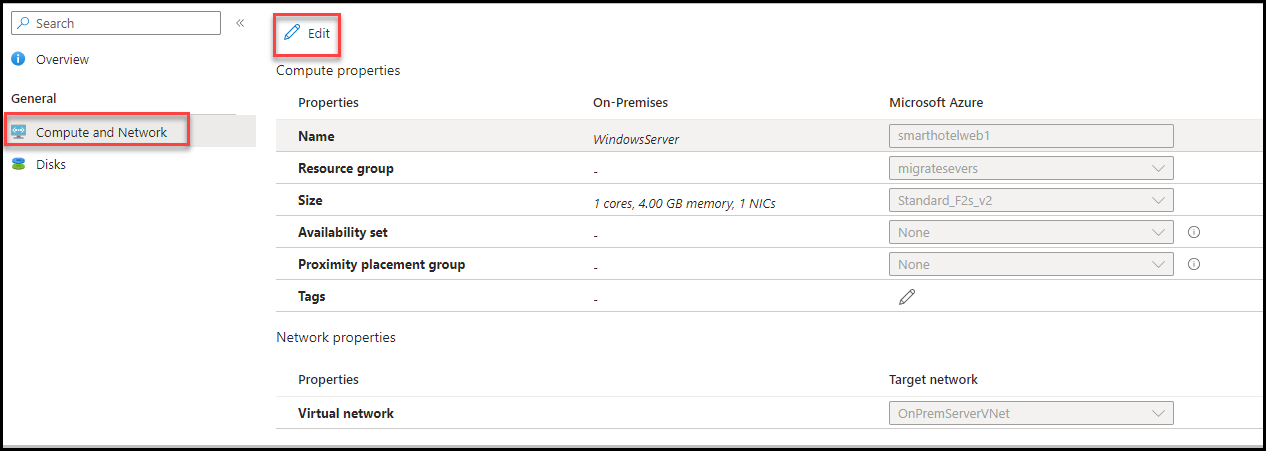 Search «
Edit
Overview
Compute properties
General
Properties On-Premises Microsoft Azure
Compute and Network
Name WindowsServer smarthotelweb1
Disks
Resource group - migratesevers
Size 1 cores, 4.00 GB memory, 1 NICs Standard_F2s_v2
Availability set - None
Proximity placement group - None
Tags -
Network properties
Properties Target network
Virtual network OnPremServerVNet